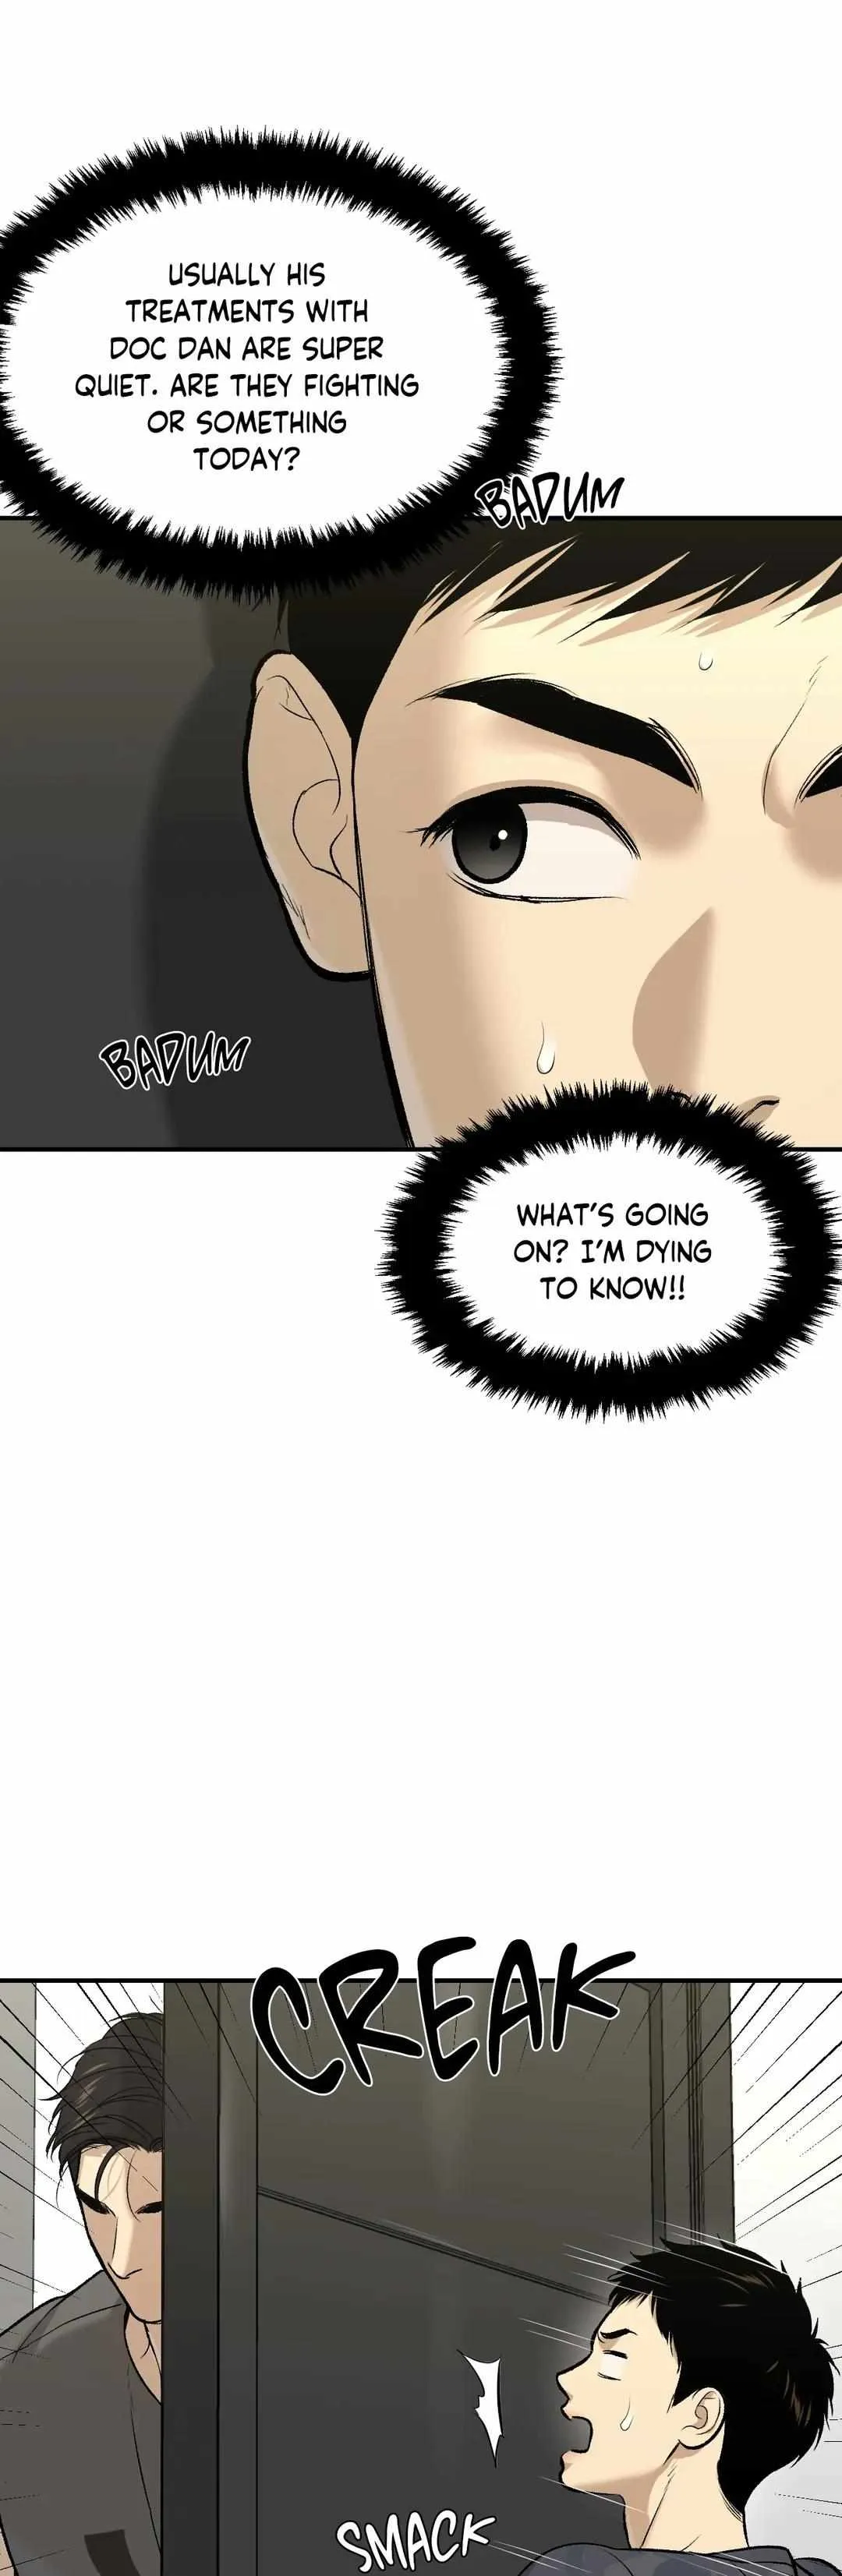 USUALLY HIS
TREATMENTS WITH
DOC DAN ARE SUPER
QUIET. ARE THEY FIGHTING
OR SOMETHING
TODAY?
BADUM
BADUM
WHAT'S GOING
ON? I'M DYING
TO KNOW!!
CREAK
SMACK